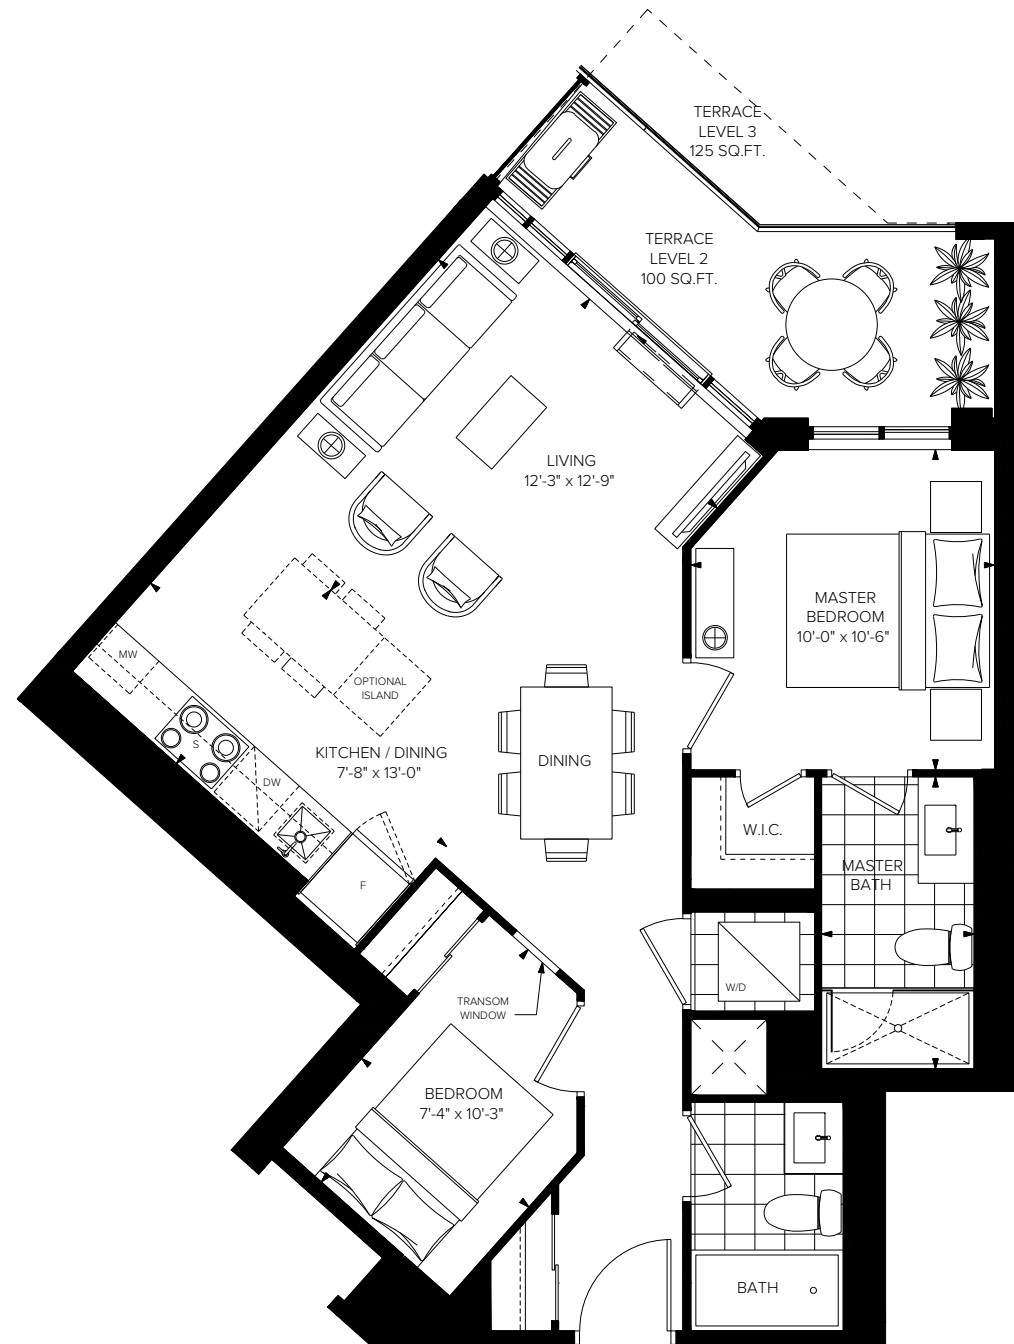 TERRACE
LEVEL 3
125 SQ.FT.
TERRACE
LEVEL 2
100 SQ.FT.
LIVING
12'-3" x 12'-9"
MASTER
BEDROOM
10'-0" x 10'-6"
MW
OPTIONAL
ISLAND
S
KITCHEN / DINING
7'-8" x 13'-0"
DINING
DW
W.I.C.
MASTER
BATH
F
W/D
TRANSOM
WINDOW
BEDROOM
7'-4" x 10'-3"
BATH